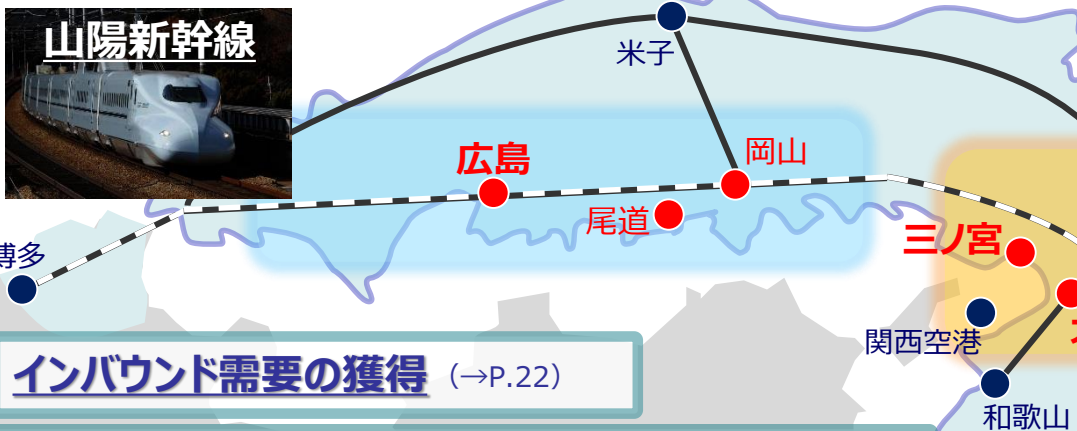 山陽新幹線
米子
広島
岡山
尾道
三ノ宮
博多
関西空港
インバウンド需要の獲得 (→P.22)
和歌山